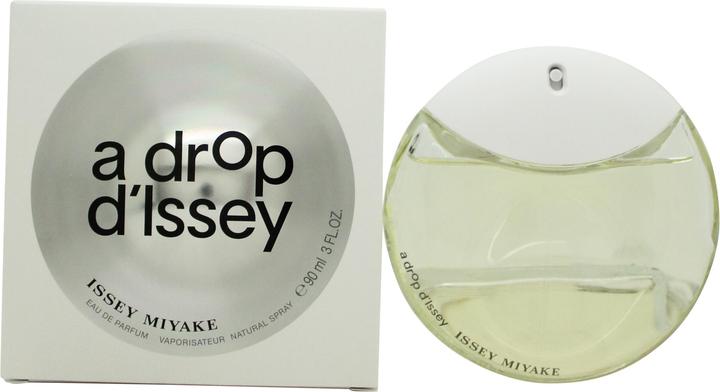 a drop
d'Issey
ISSEY MIYAKE
EAU DE PARFUM VAPORISATEUR NATURAL SPRAY ℮ 90 ml 3 FL.OZ.
a drop d'Issey ISSEY MIYAKE